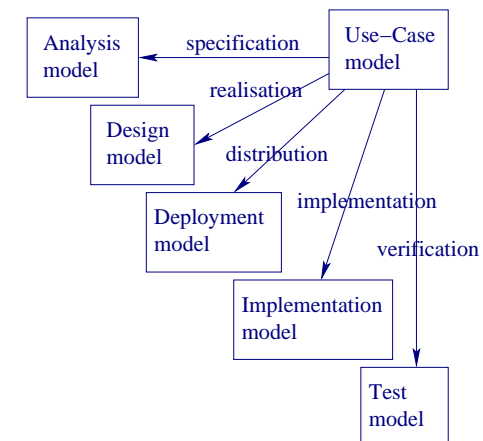 Analysis
model
specification
Use−Case
model
realisation
Design
model
distribution
Deployment
model
implementation
verification
Implementation
model
Test
model